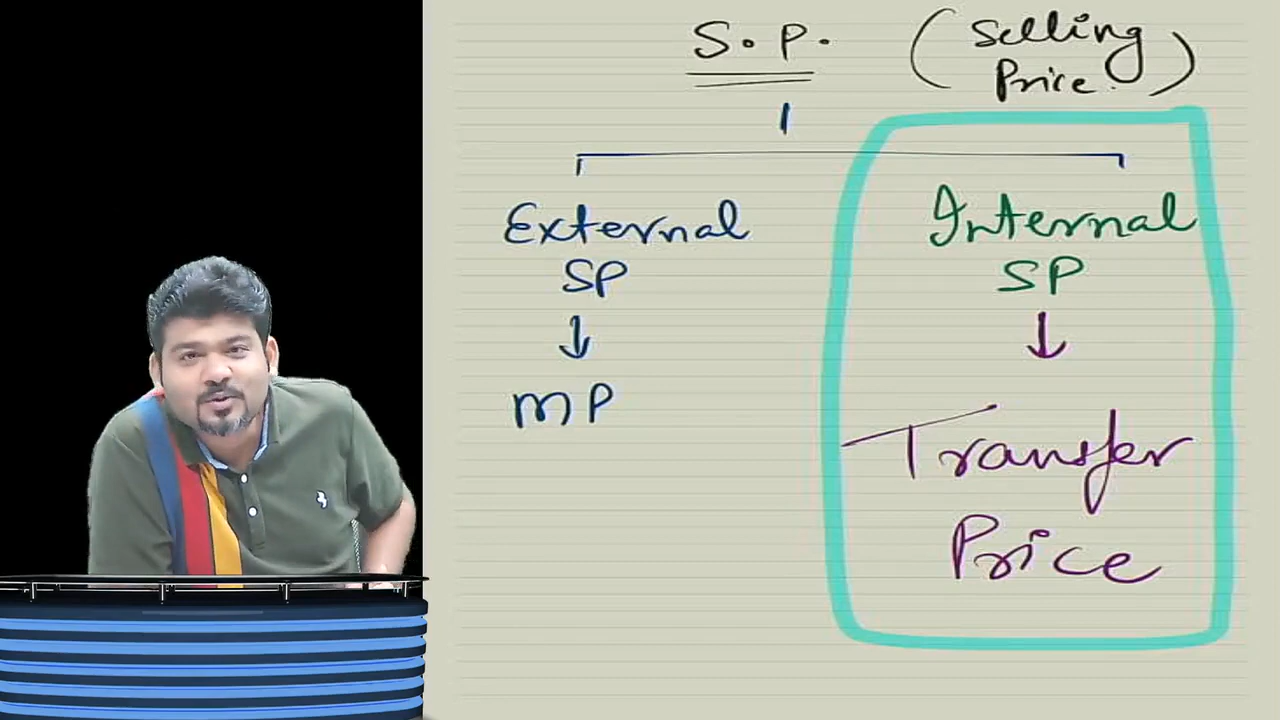 S. P. (Selling Price.)
External SP
Internal SP
MP
Transfer Price